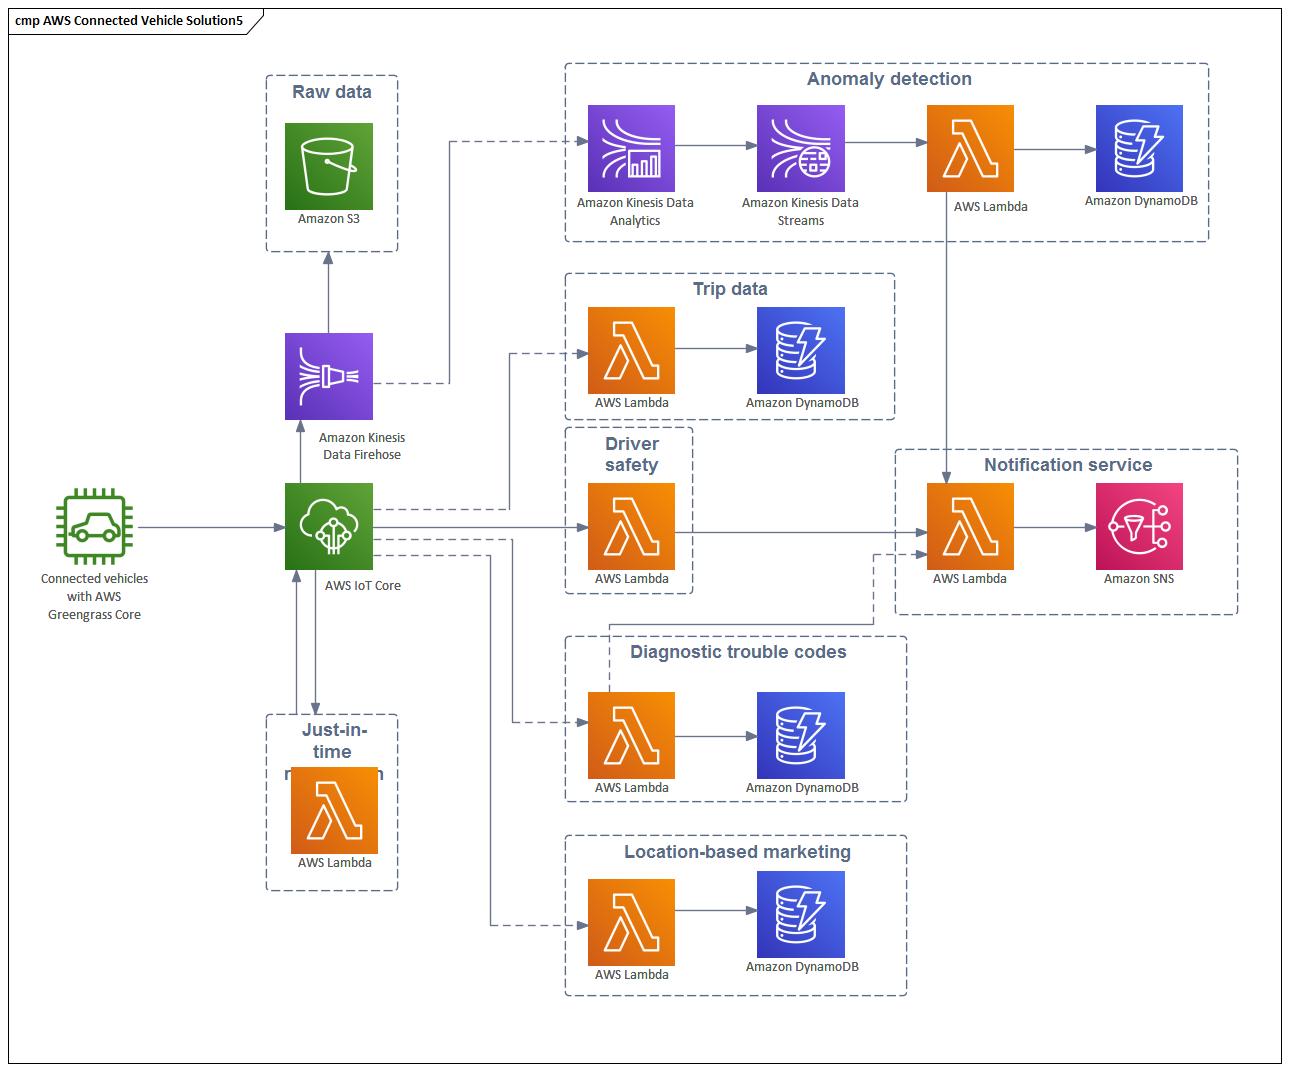 cmp AWS Connected Vehicle Solution5
Raw data
Amazon S3
Anomaly detection
Amazon Kinesis Data
Analytics
Amazon Kinesis Data
Streams
AWS Lambda
Amazon DynamoDB
Trip data
AWS Lambda
Amazon DynamoDB
Amazon Kinesis
Data Firehose
Driver
safety
AWS Lambda
Notification service
AWS Lambda
Amazon SNS
Connected vehicles
with AWS
Greengrass Core
AWS IoT Core
Diagnostic trouble codes
AWS Lambda
Amazon DynamoDB
Just-in-
time
AWS Lambda
Location-based marketing
AWS Lambda
Amazon DynamoDB